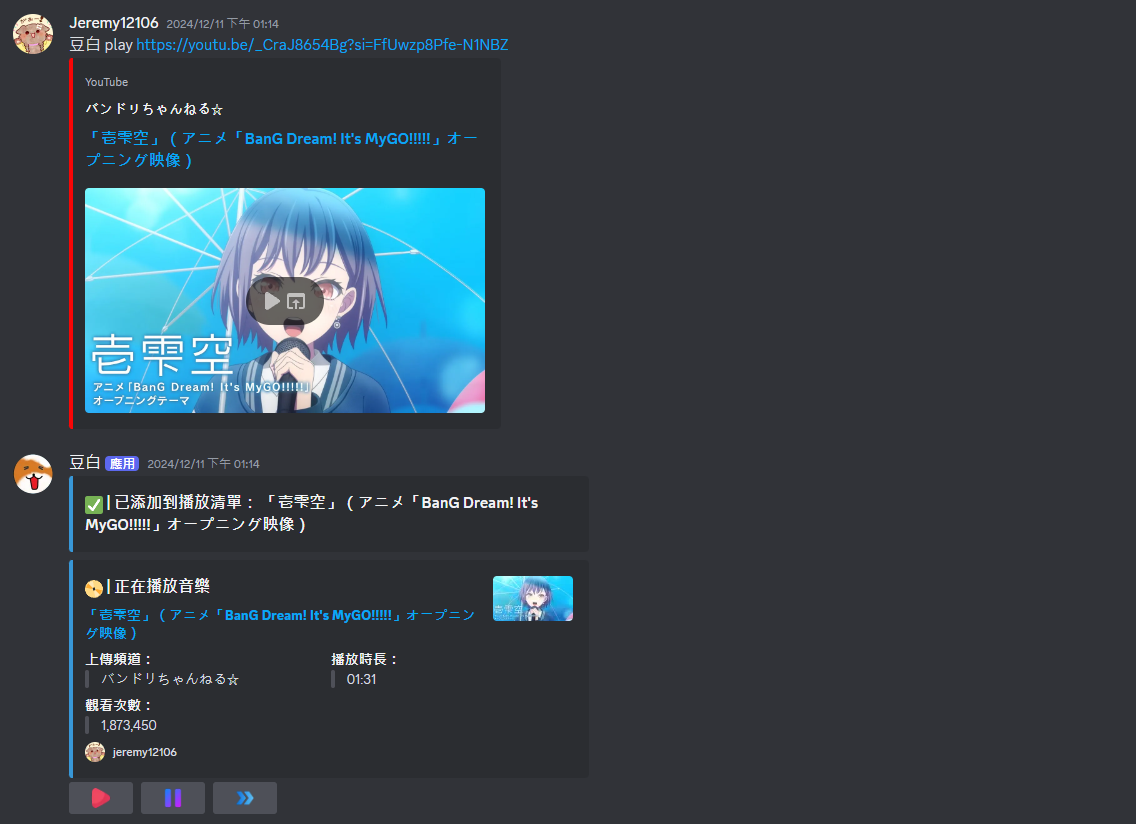 Jeremy12106 2024/12/11 下午 01:14
豆白 play https://youtu.be/_CraJ8654Bg?si=FfUwzp8Pfe-N1NBZ
YouTube
バンドリちゃんねる☆
「壱雫空」（アニメ「BanG Dream! It's MyGO!!!!!」オー
プニング映像）
壱雫空
アニメ「BanG Dream! It's MyGO!!!!!」
オープニングテーマ
豆白 應用 2024/12/11 下午 01:14
✅ | 已添加到播放清單： 「壱雫空」（アニメ「BanG Dream! It's
MyGO!!!!!」オープニング映像）
| 正在播放音樂
「壱雫空」（アニメ「BanG Dream! It's MyGO!!!!!」オープニン
グ映像）
壱雫空
上傳頻道： 播放時長：
バンドリちゃんねる☆ 01:31
觀看次數：
1,873,450
jeremy12106